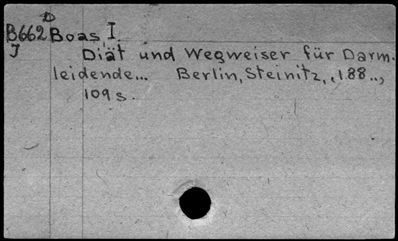 D
B662 Boas I.
J Diät und Wegweiser für Darm-
leidende... Berlin, Steinitz, ,188..,
109 s.